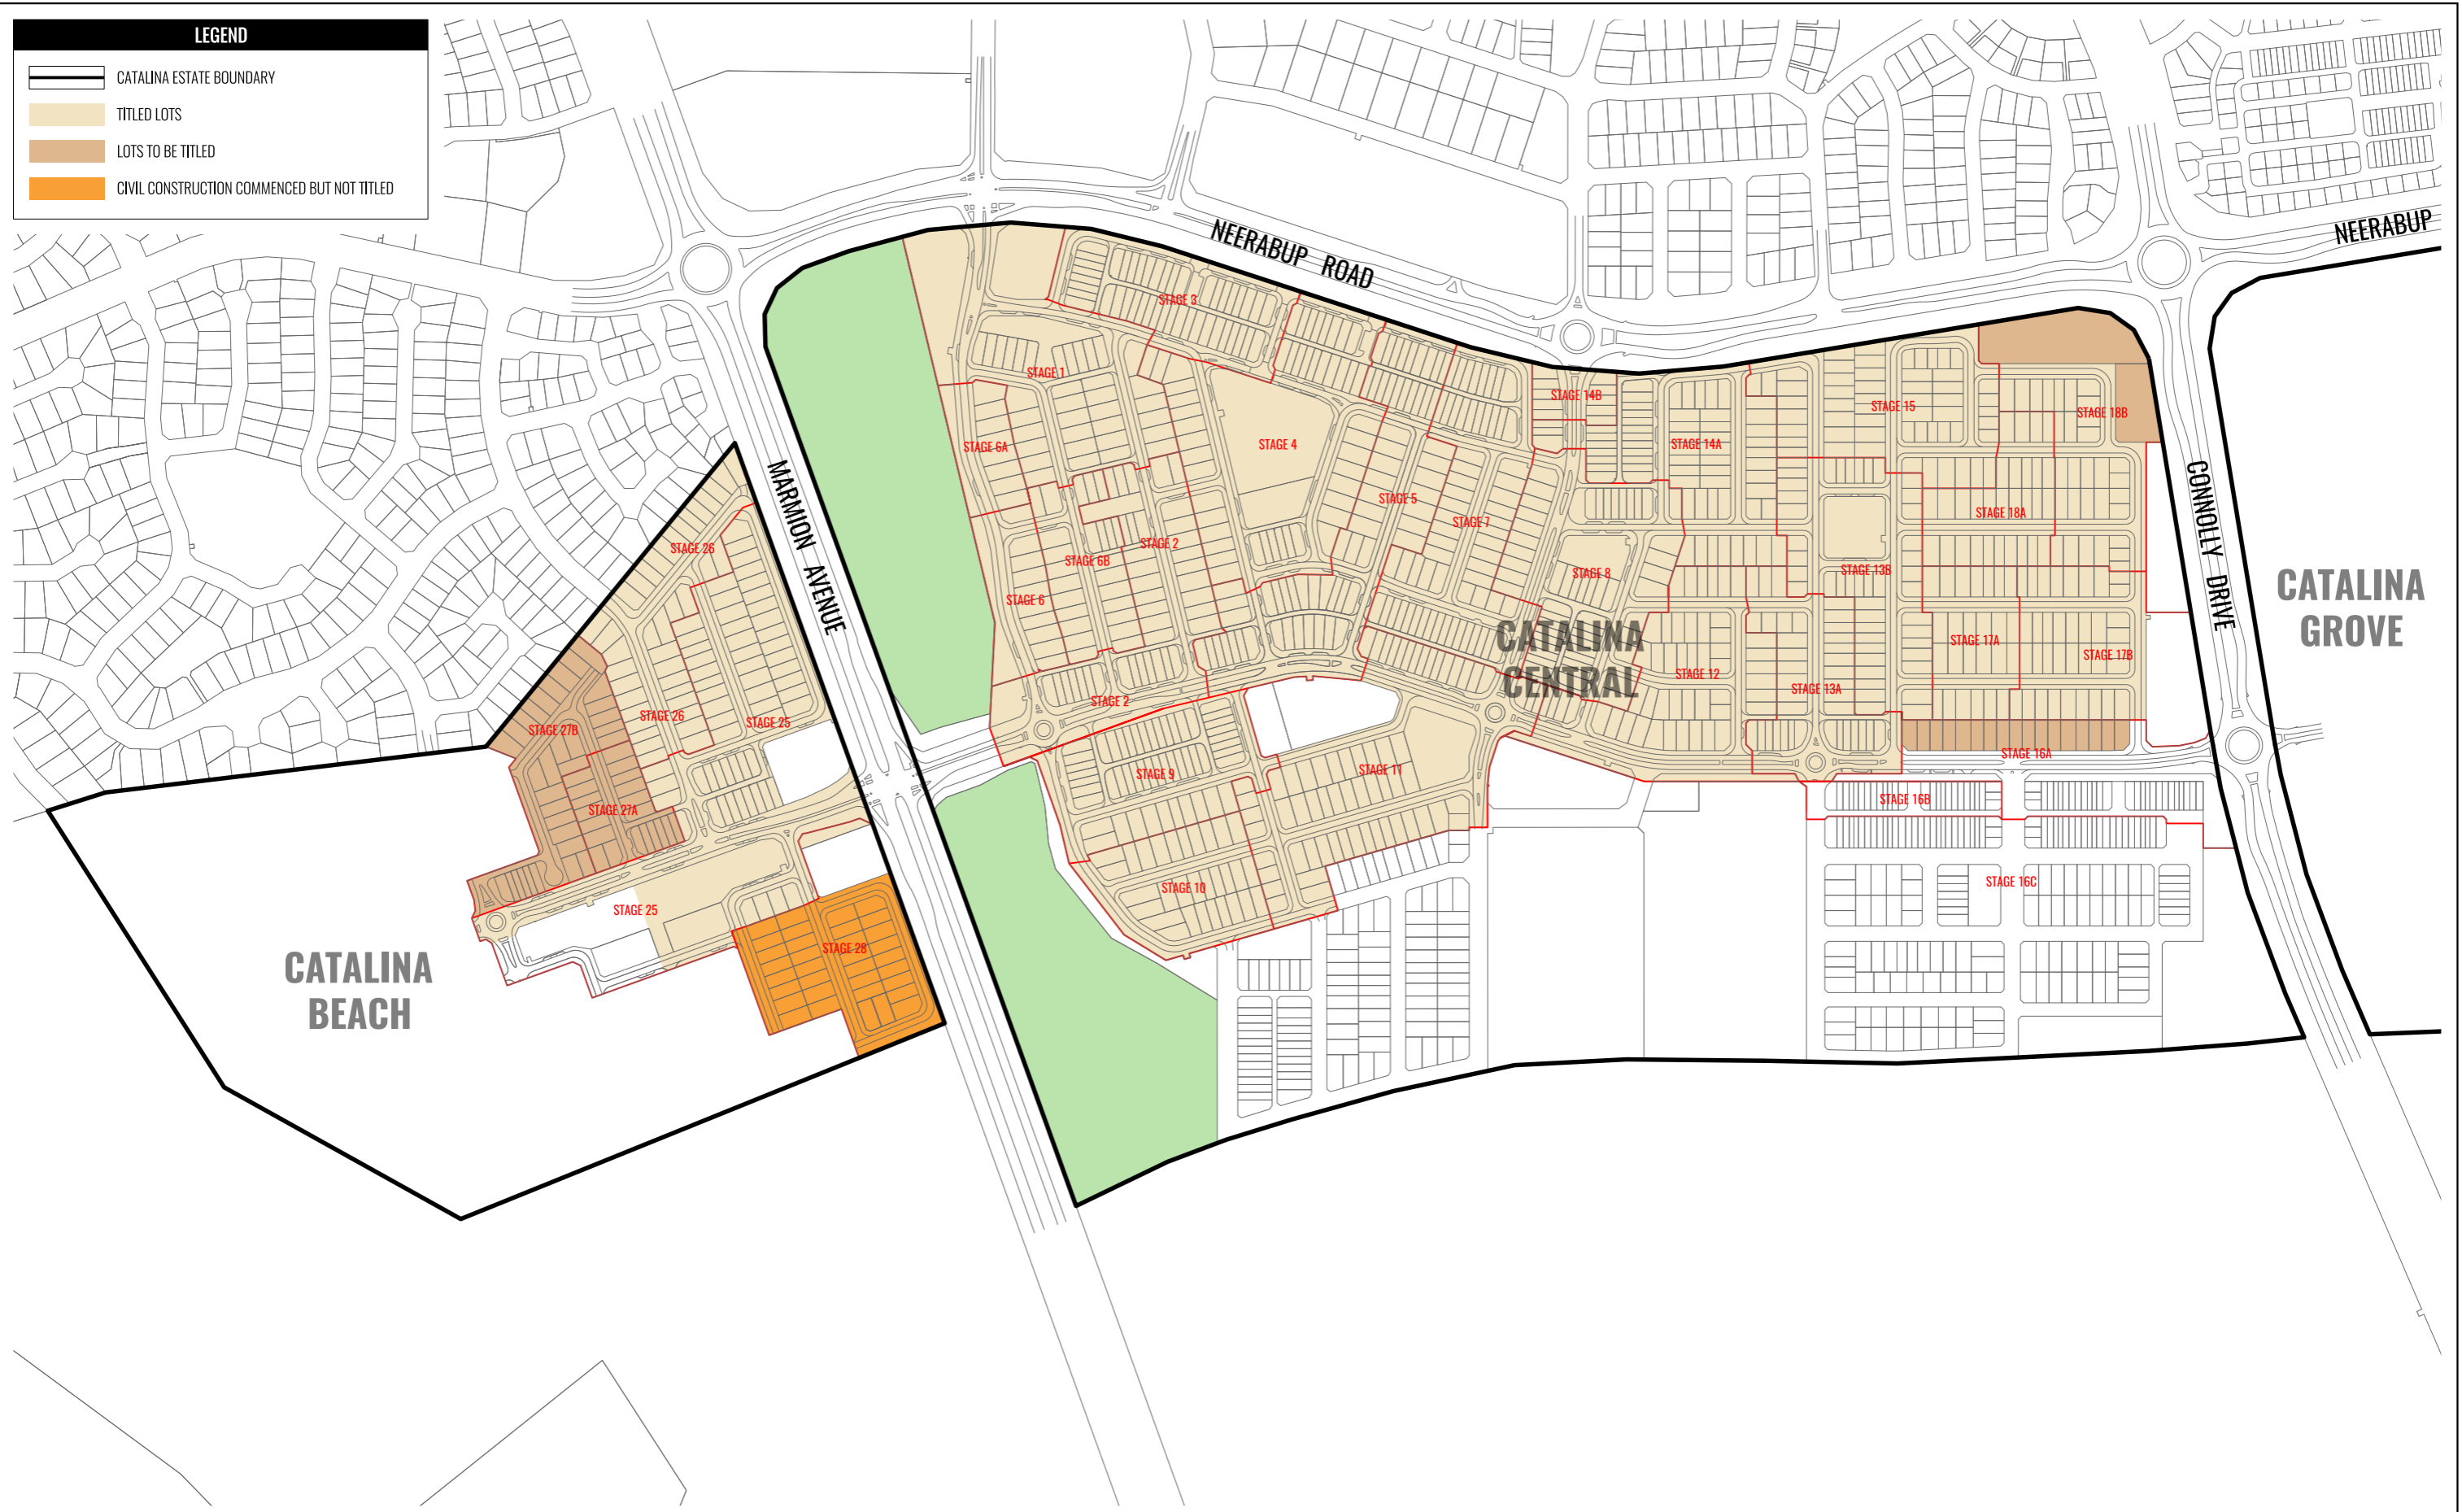 LEGEND
CATALINA ESTATE BOUNDARY
TITLED LOTS
LOTS TO BE TITLED
CIVIL CONSTRUCTION COMMENCED BUT NOT TITLED
NEERABUP ROAD
NEERABUP
MARMION AVENUE
CONNOLLY DRIVE
STAGE 3
STAGE 1
STAGE 14B
STAGE 15
STAGE 18B
STAGE 6A
STAGE 4
STAGE 14A
STAGE 5
STAGE 7
STAGE 18A
STAGE 26
STAGE 2
STAGE 6B
STAGE 8
STAGE 13B
STAGE 6
CATALINA
GROVE
CATALINA
CENTRAL
STAGE 17A
STAGE 17B
STAGE 12
STAGE 13A
STAGE 2
STAGE 26
STAGE 25
STAGE 27B
STAGE 16A
STAGE 9
STAGE 11
STAGE 27A
STAGE 16B
STAGE 10
STAGE 16C
STAGE 25
STAGE 28
CATALINA
BEACH